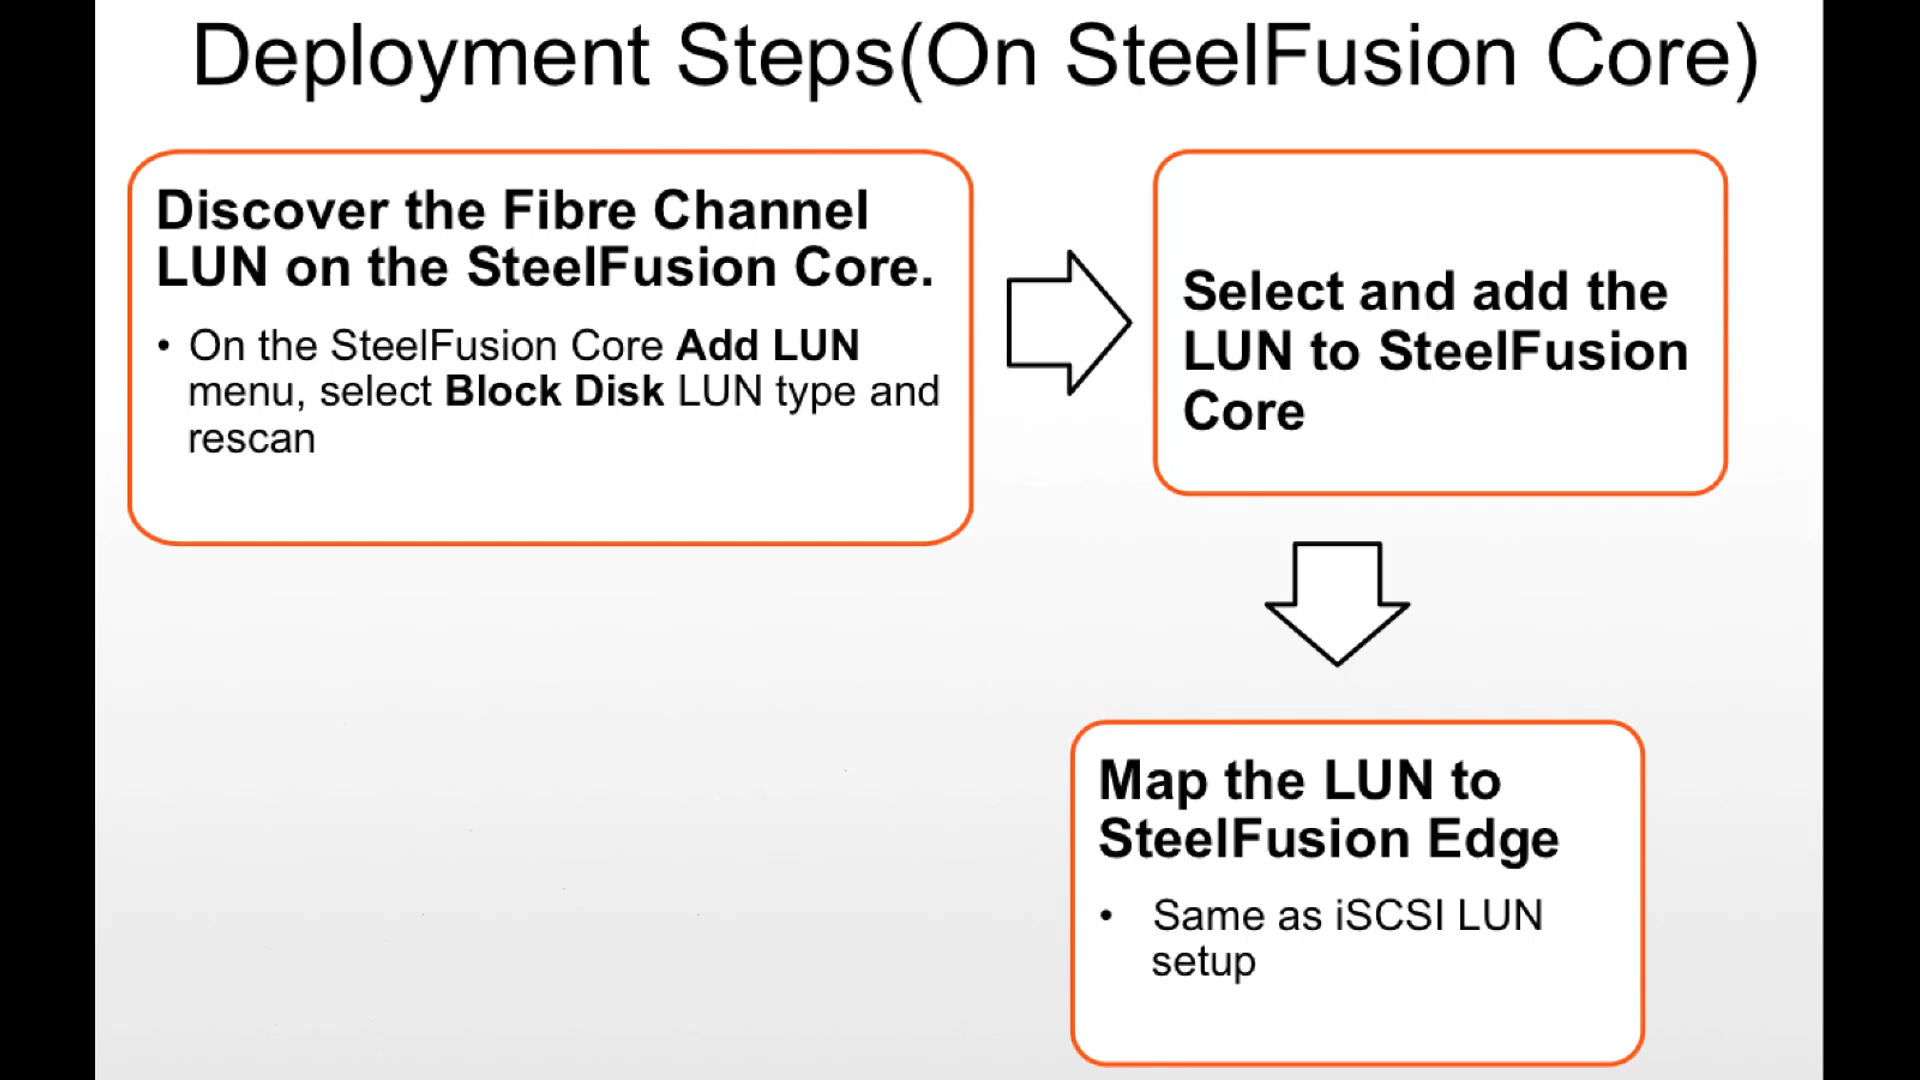 Deployment Steps(On SteelFusion Core)
Discover the Fibre Channel
LUN on the SteelFusion Core.
• On the SteelFusion Core Add LUN
menu, select Block Disk LUN type and
rescan
Select and add the
LUN to SteelFusion
Core
Map the LUN to
SteelFusion Edge
• Same as iSCSI LUN
setup